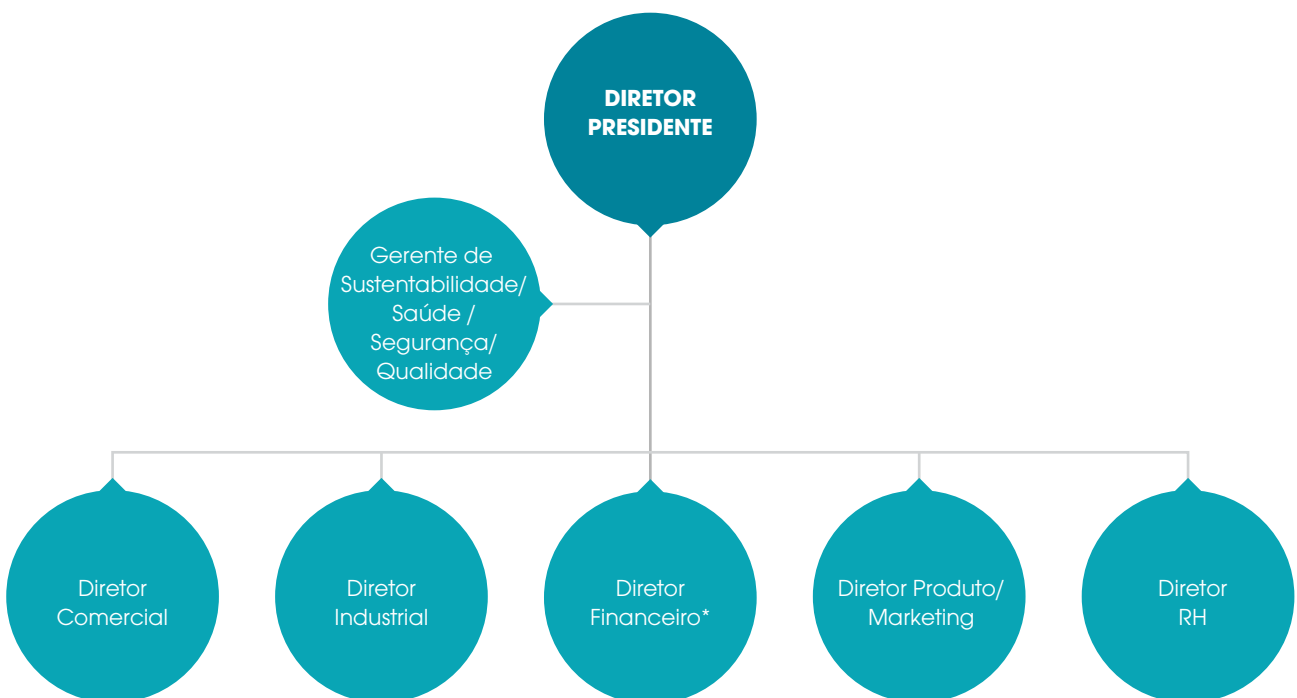 DIRETOR
PRESIDENTE
Gerente de
Sustentabilidade/
Saúde /
Segurança/
Qualidade
Diretor
Comercial
Diretor
Industrial
Diretor
Financeiro*
Diretor Produto/
Marketing
Diretor
RH